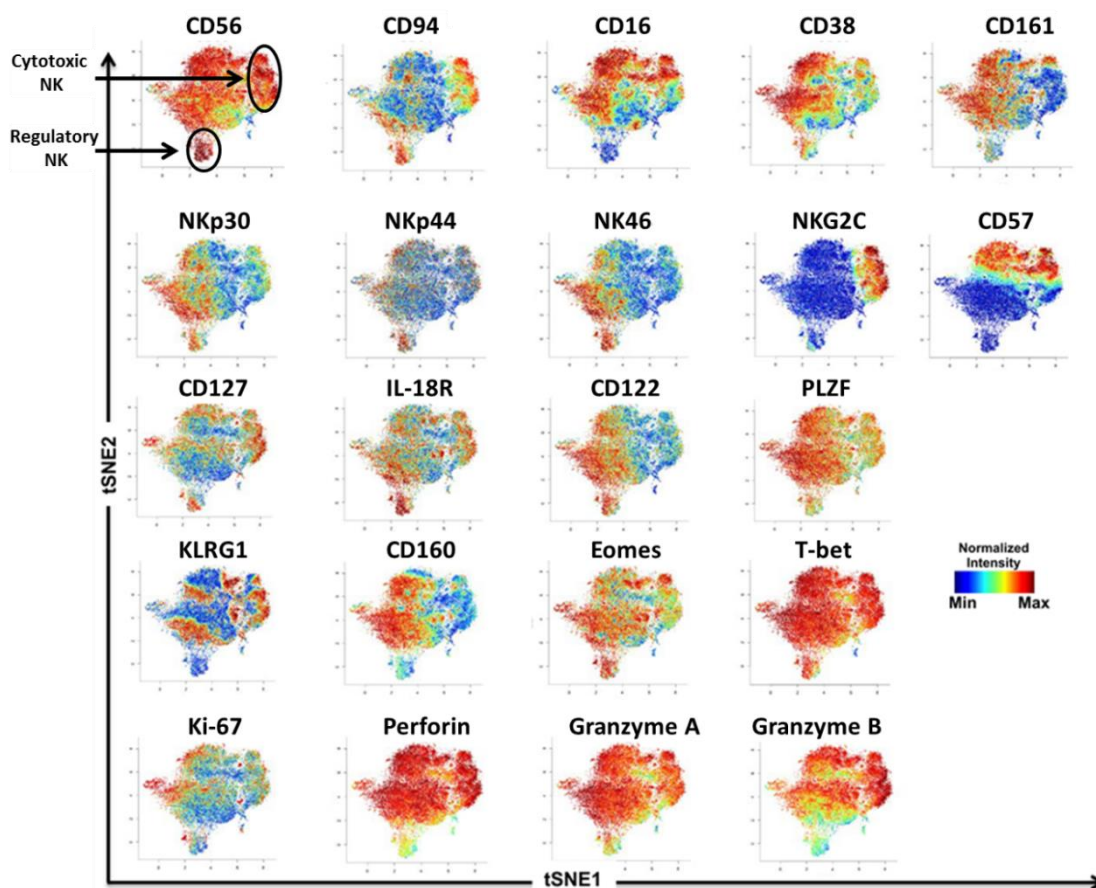 CD56 CD94 CD16 CD38 CD161
Cytotoxic
NK
Regulatory
NK
NKp30 NKp44 NK46 NKG2C CD57
CD127 IL-18R CD122 PLZF
tSNE2
KLRG1 CD160 Eomes T-bet
Normalized
Intensity
Min Max
Ki-67 Perforin Granzyme A Granzyme B
tSNE1